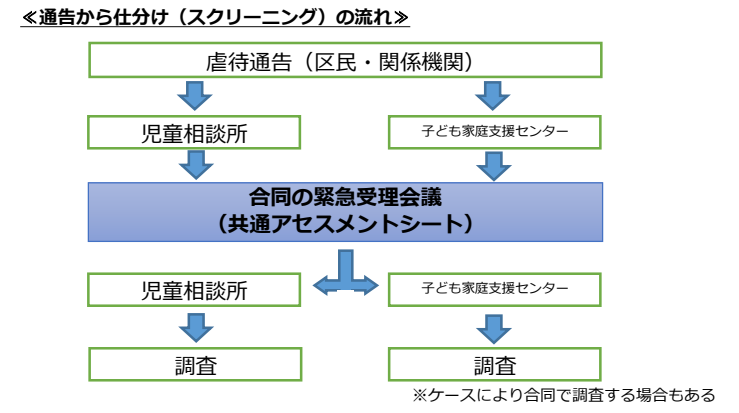 ≪通告から仕分け（スクリーニング）の流れ≫
虐待通告（区民・関係機関）
児童相談所
子ども家庭支援センター
合同の緊急受理会議
（共通アセスメントシート）
児童相談所
子ども家庭支援センター
調査
調査
※ケースにより合同で調査する場合もある